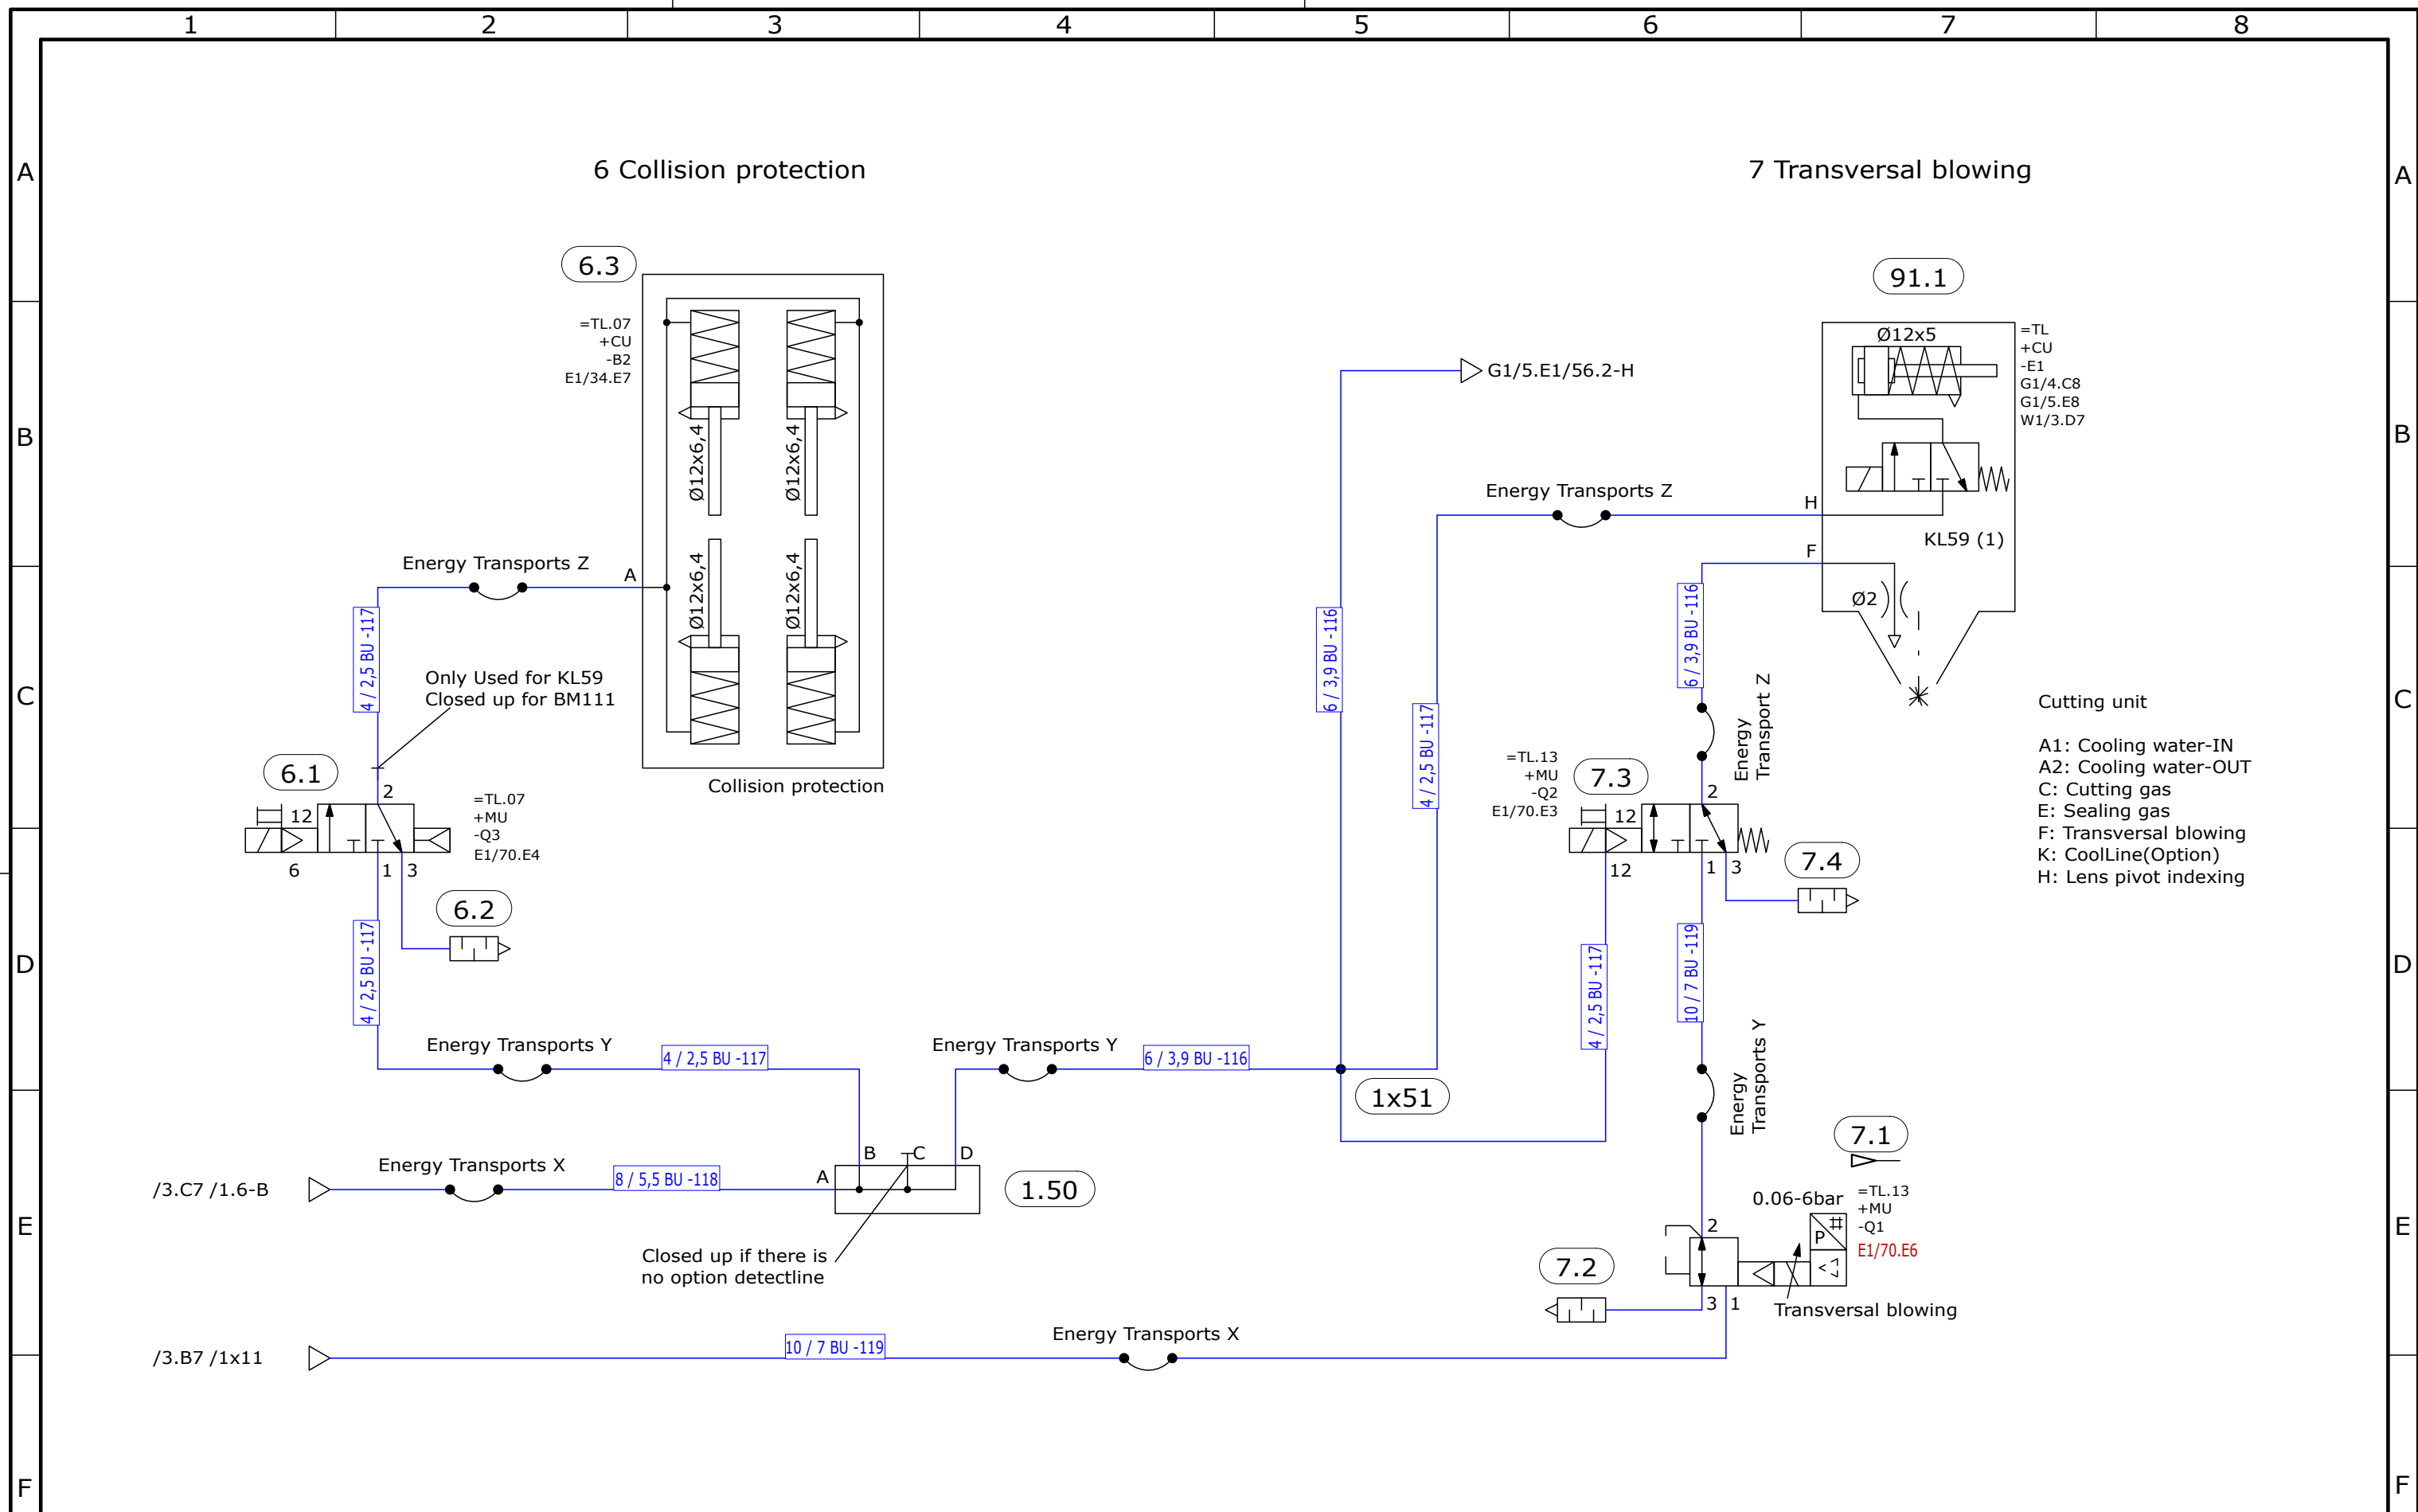 1 2 3 4 5 6 7 8
A A
B B
C C
D D
E E
F F
6 Collision protection
7 Transversal blowing
6.3
=TL.07
+CU
-B2
E1/34.E7
Ø12x6,4
Ø12x6,4
Ø12x6,4
Ø12x6,4
A
Collision protection
Energy Transports Z
4 / 2,5 BU -117
Only Used for KL59
Closed up for BM111
6.1
12
2
6
1
3
=TL.07
+MU
-Q3
E1/70.E4
6.2
4 / 2,5 BU -117
Energy Transports Y
4 / 2,5 BU -117
Energy Transports Y
6 / 3,9 BU -116
1x51
/3.C7 /1.6-B
Energy Transports X
8 / 5,5 BU -118
A
B
C
D
1.50
Closed up if there is
no option detectline
/3.B7 /1x11
10 / 7 BU -119
Energy Transports X
G1/5.E1/56.2-H
6 / 3,9 BU -116
4 / 2,5 BU -117
Energy Transports Z
91.1
Ø12x5
=TL
+CU
-E1
G1/4.C8
G1/5.E8
W1/3.D7
H
KL59 (1)
F
Ø2
6 / 3,9 BU -116
Energy
Transport Z
=TL.13
+MU
-Q2
E1/70.E3
7.3
12
2
12
1
3
7.4
4 / 2,5 BU -117
10 / 7 BU -119
Energy
Transports Y
Cutting unit
A1: Cooling water-IN
A2: Cooling water-OUT
C: Cutting gas
E: Sealing gas
F: Transversal blowing
K: CoolLine(Option)
H: Lens pivot indexing
7.1
0.06-6bar
=TL.13
+MU
-Q1
E1/70.E6
P
2
7.2
3
1
Transversal blowing